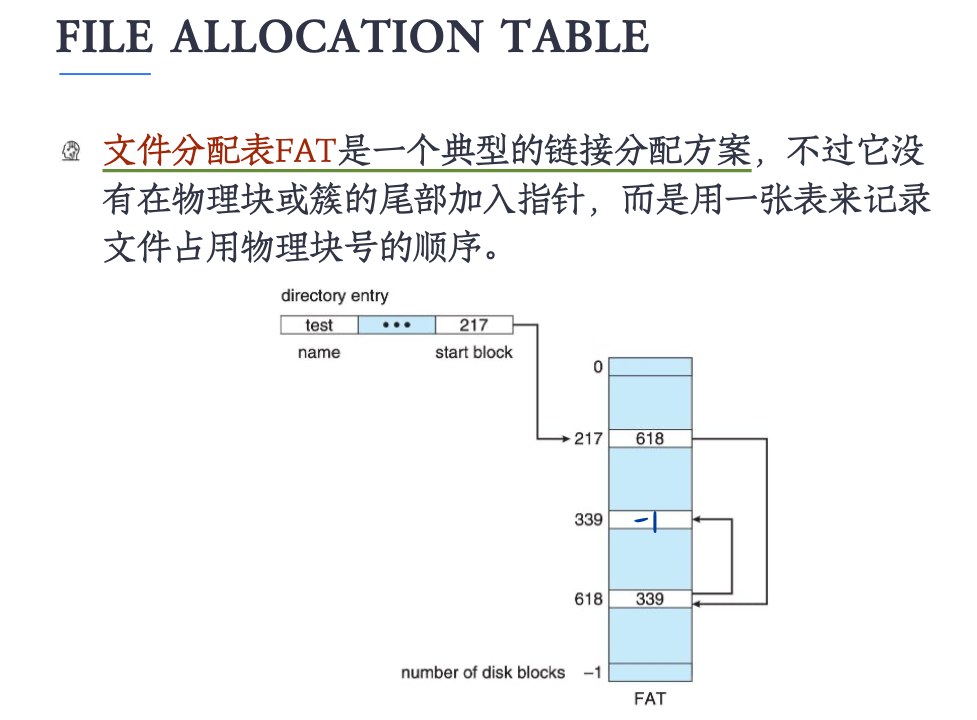 FILE ALLOCATION TABLE
文件分配表FAT是一个典型的链接分配方案，不过它没
有在物理块或簇的尾部加入指针，而是用一张表来记录
文件占用物理块号的顺序。
directory entry
test ••• 217
name start block
0
217 618
339 -1
618 339
number of disk blocks –1
FAT